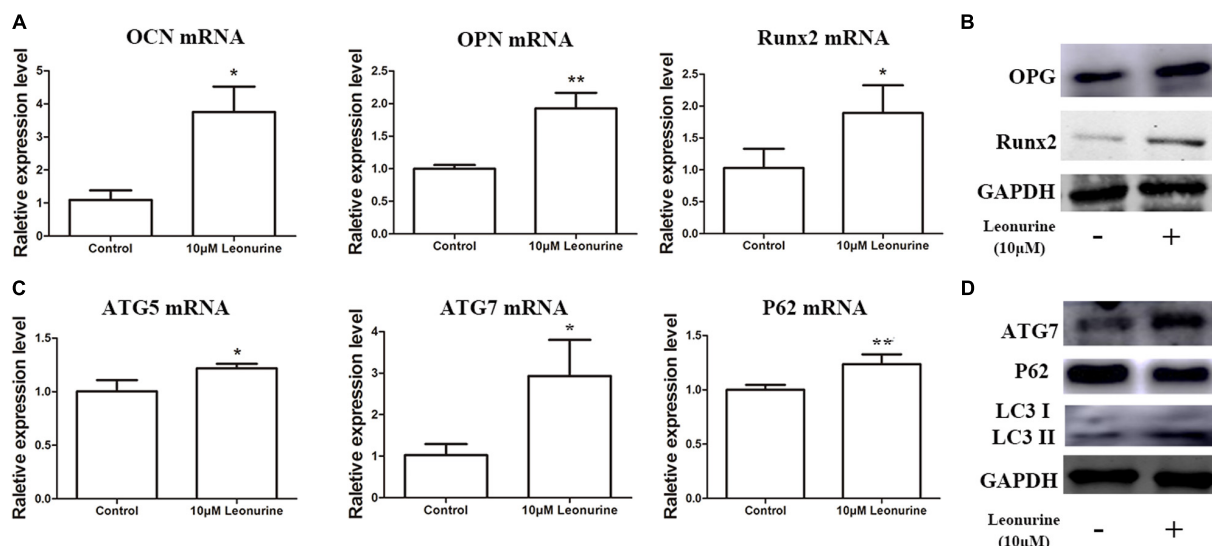 A
OCN mRNA
Raletive expression level
5
4
3
2
1
0
*
Control
10μM Leonurine
OPN mRNA
Raletive expression level
2.5
2.0
1.5
1.0
0.5
0.0
**
Control
10μM Leonurine
Runx2 mRNA
Raletive expression level
2.5
2.0
1.5
1.0
0.5
0.0
*
Control
10μM Leonurine
B
OPG
Runx2
GAPDH
Leonurine
(10μM)
- +
C
ATG5 mRNA
Raletive expression level
1.5
1.0
0.5
0.0
*
Control
10μM Leonurine
ATG7 mRNA
Raletive expression level
4
3
2
1
0
*
Control
10μM Leonurine
P62 mRNA
Raletive expression level
1.5
1.0
0.5
0.0
**
Control
10μM Leonurine
D
ATG7
P62
LC3 I
LC3 II
GAPDH
Leonurine
(10μM)
- +